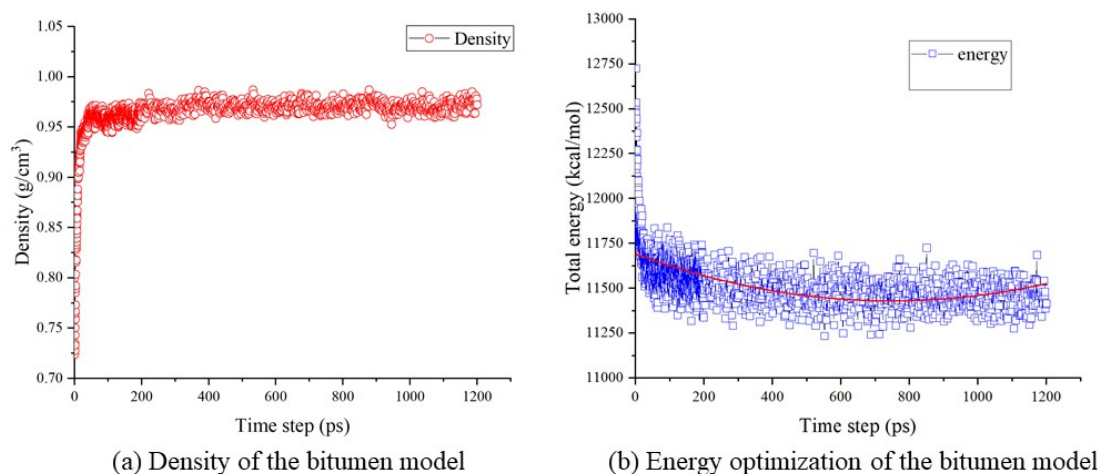 1.05
1.00
0.95
0.90
0.85
0.80
0.75
0.70
Density (g/cm³)
Density
0 200 400 600 800 1000 1200
Time step (ps)
(a) Density of the bitumen model
13000
12750
12500
12250
12000
11750
11500
11250
11000
Total energy (kcal/mol)
energy
0 200 400 600 800 1000 1200
Time step (ps)
(b) Energy optimization of the bitumen model